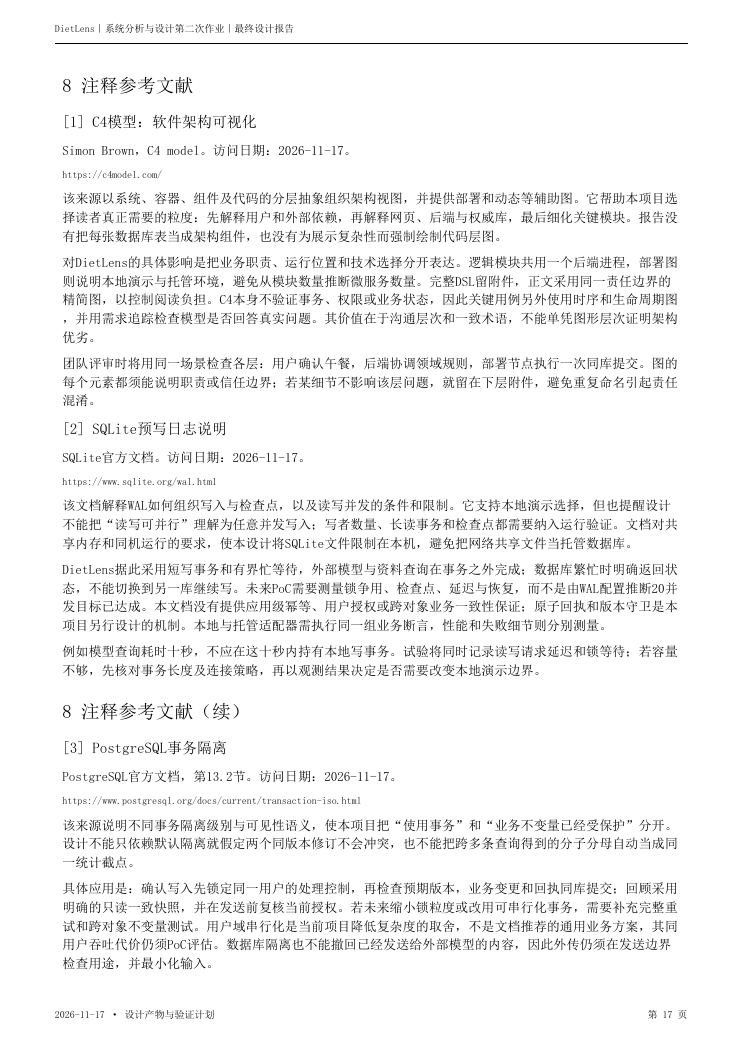 DietLens｜系统分析与设计第二次作业｜最终设计报告
8 注释参考文献
[1] C4模型：软件架构可视化
Simon Brown，C4 model。访问日期：2026-11-17。
https://c4model.com/
该来源以系统、容器、组件及代码的分层抽象组织架构视图，并提供部署和动态等辅助图。它帮助本项目选
择读者真正需要的粒度：先解释用户和外部依赖，再解释网页、后端与权威库，最后细化关键模块。报告没
有把每张数据库表当成架构组件，也没有为展示复杂性而强制绘制代码层图。
对DietLens的具体影响是把业务职责、运行位置和技术选择分开表达。逻辑模块共用一个后端进程，部署图
则说明本地演示与托管环境，避免从模块数量推断微服务数量。完整DSL留附件，正文采用同一责任边界的
精简图，以控制阅读负担。C4本身不验证事务、权限或业务状态，因此关键用例另外使用时序和生命周期图
，并用需求追踪检查模型是否回答真实问题。其价值在于沟通层次和一致术语，不能单凭图形层次证明架构
优劣。
团队评审时将用同一场景检查各层：用户确认午餐，后端协调领域规则，部署节点执行一次同库提交。图的
每个元素都须能说明职责或信任边界；若某细节不影响该层问题，就留在下层附件，避免重复命名引起责任
混淆。
[2] SQLite预写日志说明
SQLite官方文档。访问日期：2026-11-17。
https://www.sqlite.org/wal.html
该文档解释WAL如何组织写入与检查点，以及读写并发的条件和限制。它支持本地演示选择，但也提醒设计
不能把“读写可并行”理解为任意并发写入；写者数量、长读事务和检查点都需要纳入运行验证。文档对共
享内存和同机运行的要求，使本设计将SQLite文件限制在本机，避免把网络共享文件当托管数据库。
DietLens据此采用短写事务和有界忙等待，外部模型与资料查询在事务之外完成；数据库繁忙时明确返回状
态，不能切换到另一库继续写。未来PoC需要测量锁争用、检查点、延迟与恢复，而不是由WAL配置推断20并
发目标已达成。本文档没有提供应用级幂等、用户授权或跨对象业务一致性保证；原子回执和版本守卫是本
项目另行设计的机制。本地与托管适配器需执行同一组业务断言，性能和失败细节则分别测量。
例如模型查询耗时十秒，不应在这十秒内持有本地写事务。试验将同时记录读写请求延迟和锁等待；若容量
不够，先核对事务长度及连接策略，再以观测结果决定是否需要改变本地演示边界。
8 注释参考文献（续）
[3] PostgreSQL事务隔离
PostgreSQL官方文档，第13.2节。访问日期：2026-11-17。
https://www.postgresql.org/docs/current/transaction-iso.html
该来源说明不同事务隔离级别与可见性语义，使本项目把“使用事务”和“业务不变量已经受保护”分开。
设计不能只依赖默认隔离就假定两个同版本修订不会冲突，也不能把跨多条查询得到的分子分母自动当成同
一统计截点。
具体应用是：确认写入先锁定同一用户的处理控制，再检查预期版本，业务变更和回执同库提交；回顾采用
明确的只读一致快照，并在发送前复核当前授权。若未来缩小锁粒度或改用可串行化事务，需要补充完整重
试和跨对象不变量测试。用户域串行化是当前项目降低复杂度的取舍，不是文档推荐的通用业务方案，其同
用户吞吐代价仍须PoC评估。数据库隔离也不能撤回已经发送给外部模型的内容，因此外传仍须在发送边界
检查用途，并最小化输入。
2026-11-17 • 设计产物与验证计划
第 17 页